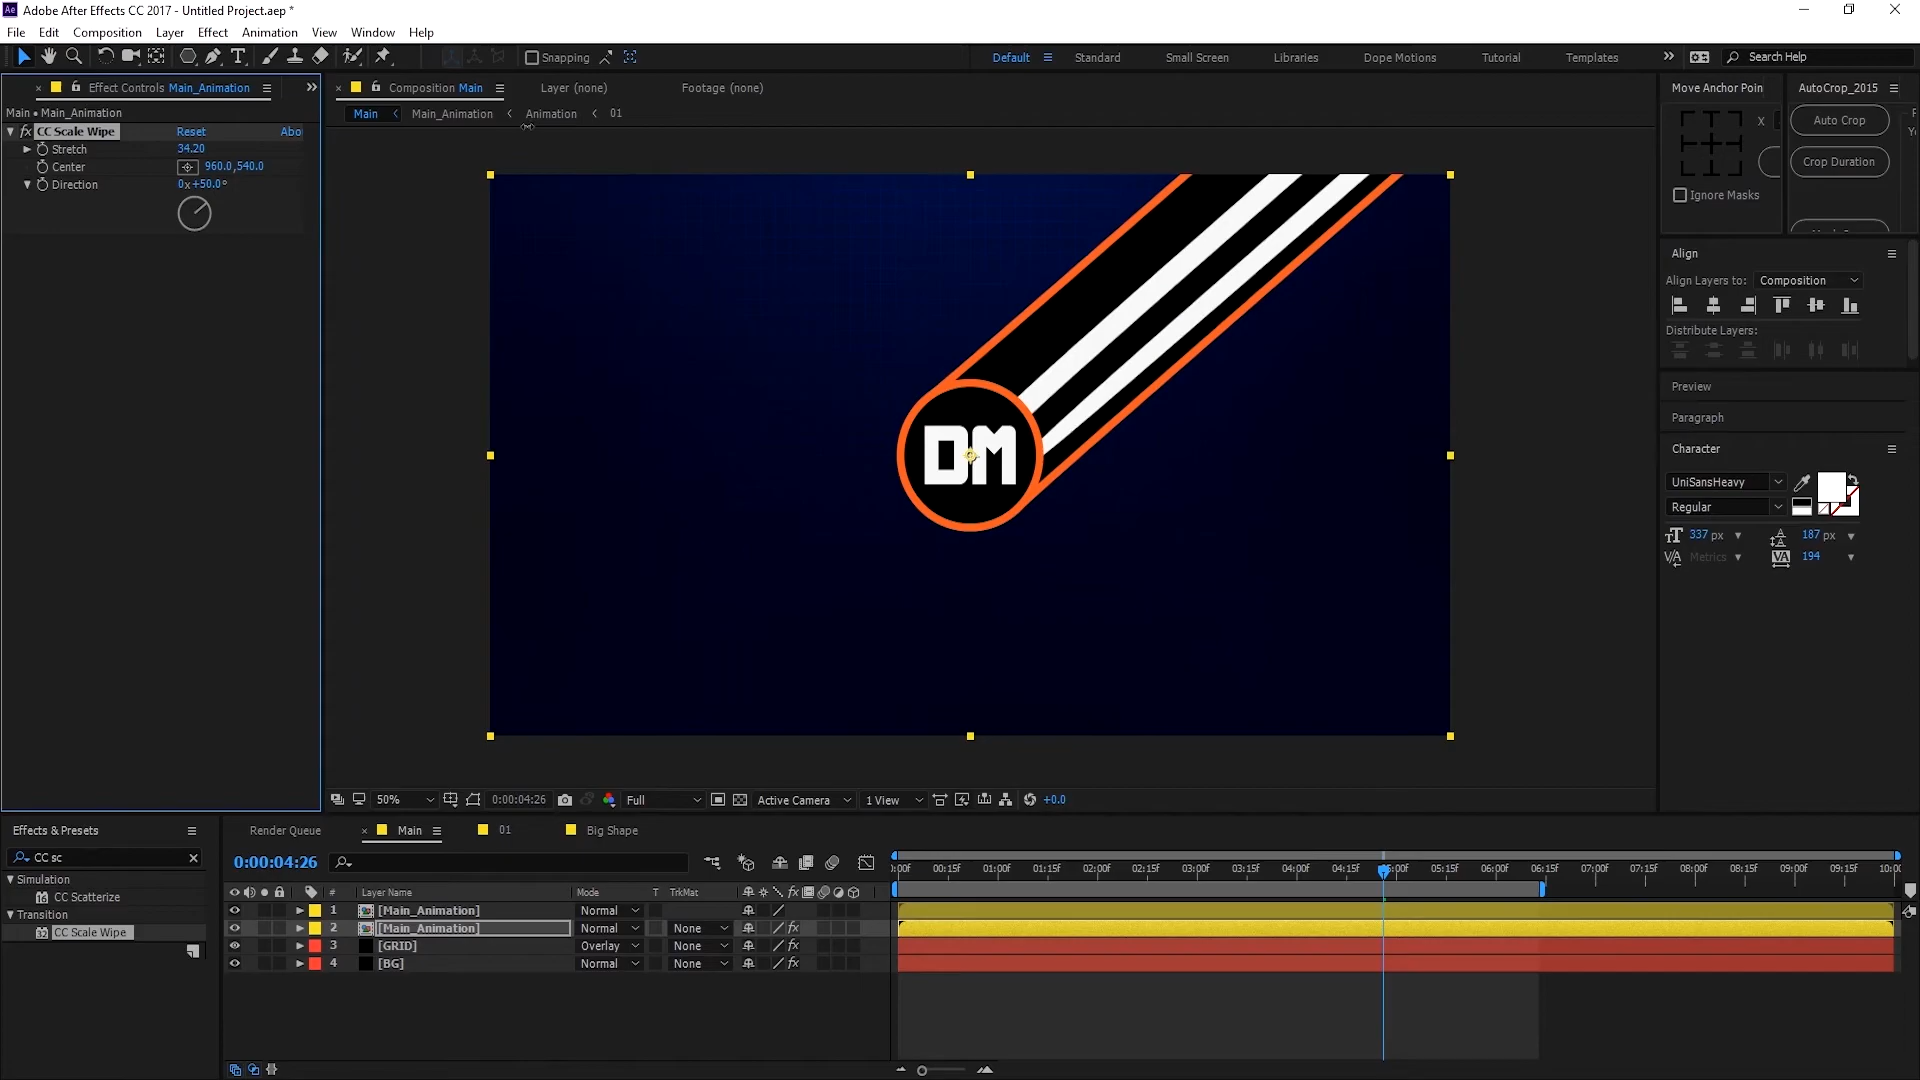 Adobe After Effects CC 2017 - Untitled Project.aep *
File Edit Composition Layer Effect Animation View Window Help
Snapping
Default Standard Small Screen Libraries Dope Motions Tutorial Templates Search Help
Effect Controls Main_Animation
Composition Main Layer (none) Footage (none)
Move Anchor Poin AutoCrop_2015
Main • Main_Animation
Main Main_Animation Animation 01
X
Auto Crop
fx CC Scale Wipe Reset Abo
Stretch 34.20
Crop Duration
Center 960.0,540.0
Direction 0x+50.0°
Ignore Masks
Align
Align Layers to: Composition
Distribute Layers:
Preview
Paragraph
DM
Character
UniSansHeavy
Regular
337 px 187 px
Metrics 194
50% 0:00:04:26 Full Active Camera 1 View +0.0
Effects & Presets
Render Queue Main 01 Big Shape
CC sc
0:00:04:26
:00f 00:15f 01:00f 01:15f 02:00f 02:15f 03:00f 03:15f 04:00f 04:15f 05:00f 05:15f 06:00f 06:15f 07:00f 07:15f 08:00f 08:15f 09:00f 09:15f 10:00
Simulation
CC Scatterize
Transition
CC Scale Wipe
# Layer Name Mode T TrkMat
1 [Main_Animation] Normal
2 [Main_Animation] Normal None
3 [GRID] Overlay None
4 [BG] Normal None